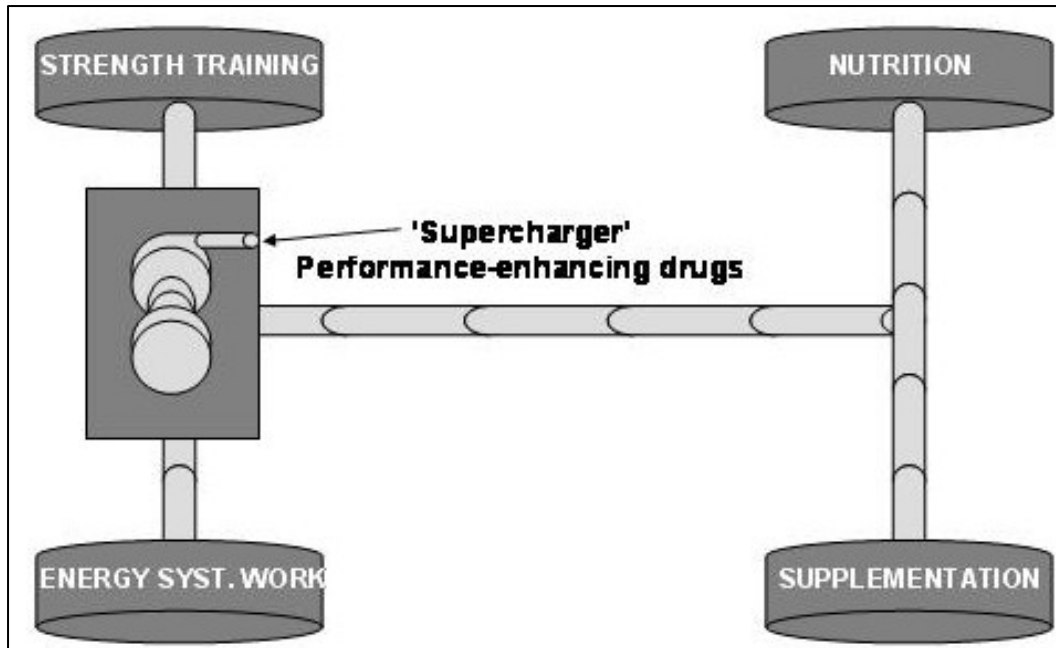 STRENGTH TRAINING
NUTRITION
'Supercharger'
Performance-enhancing drugs
ENERGY SYST. WORK
SUPPLEMENTATION